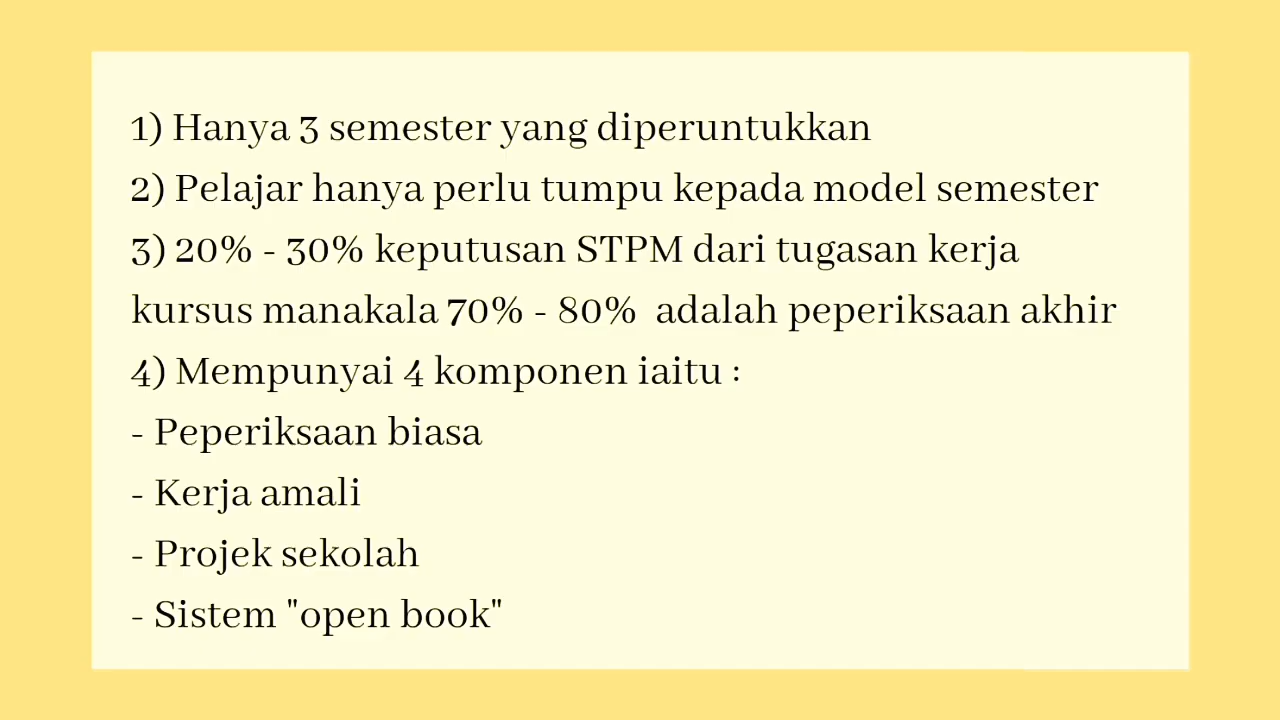 1) Hanya 3 semester yang diperuntukkan
2) Pelajar hanya perlu tumpu kepada model semester
3) 20% - 30% keputusan STPM dari tugasan kerja
kursus manakala 70% - 80%  adalah peperiksaan akhir
4) Mempunyai 4 komponen iaitu :
- Peperiksaan biasa
- Kerja amali
- Projek sekolah
- Sistem "open book"